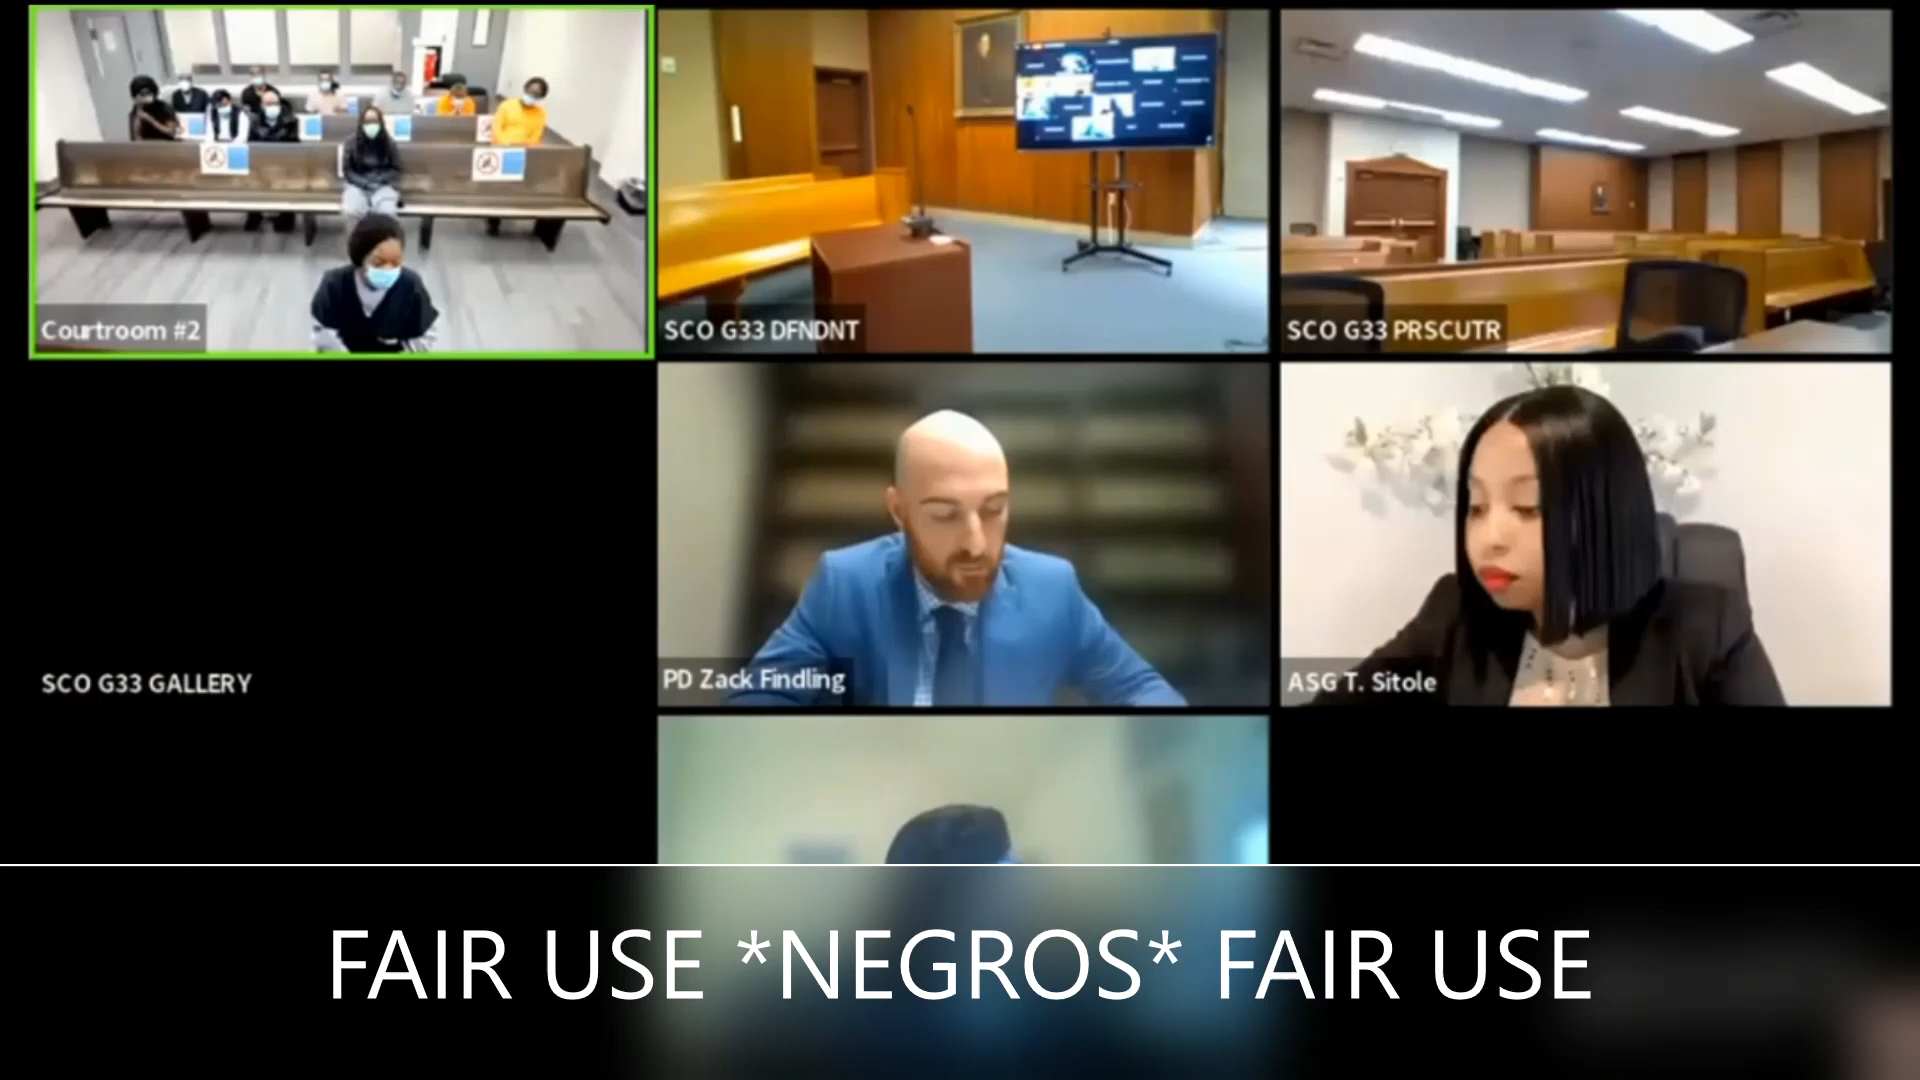 Courtroom #2
SCO G33 DFNDNT
SCO G33 PRSCUTR
SCO G33 GALLERY
PD Zack Findling
ASG T. Sitole
FAIR USE *NEGROS* FAIR USE